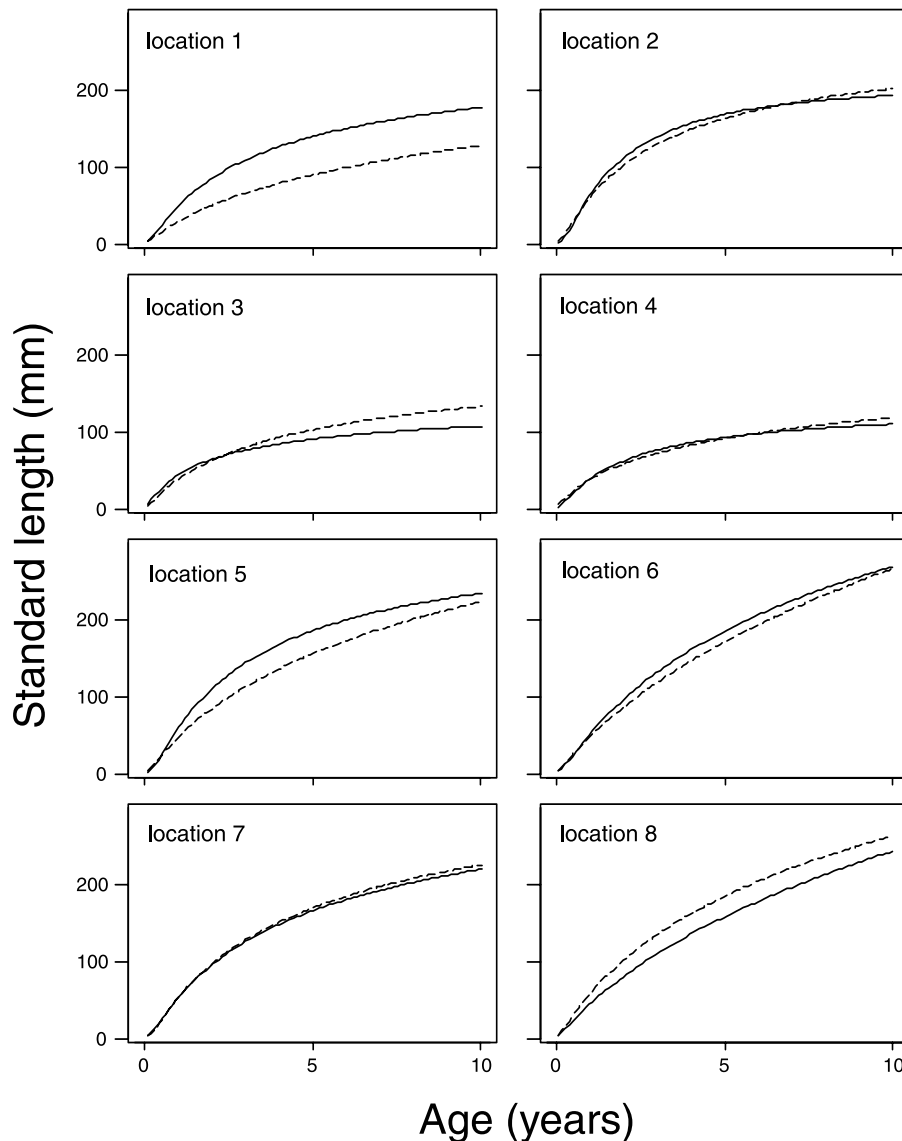 location 1
location 2
200
100
0
location 3
location 4
200
100
0
Standard length (mm)
location 5
location 6
200
100
0
location 7
location 8
200
100
0
0
5
10
0
5
10
Age (years)